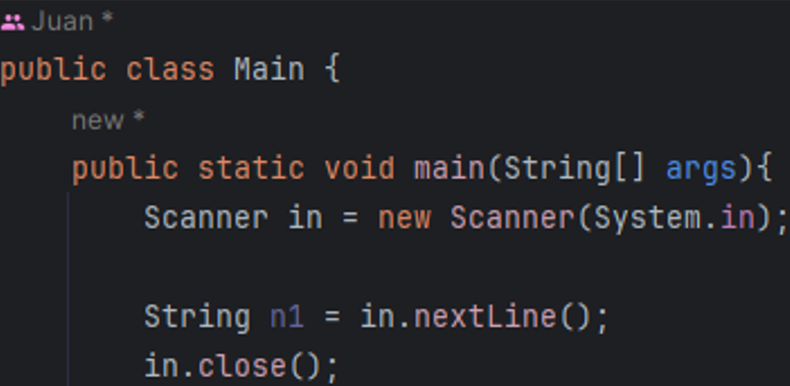 Juan *
public class Main {
new *
public static void main(String[] args){
Scanner in = new Scanner(System.in);
String n1 = in.nextLine();
in.close();